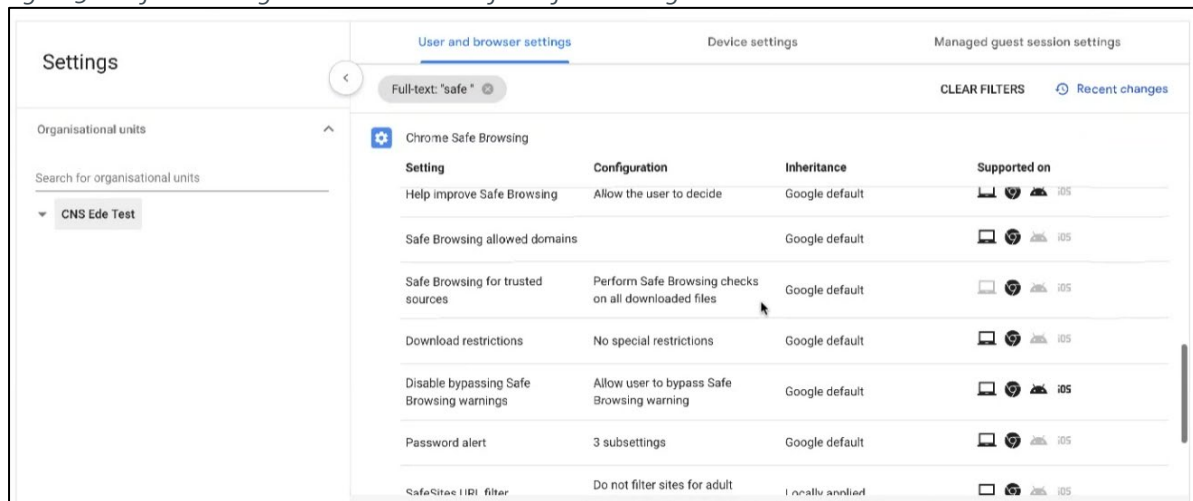 Settings
User and browser settings
Device settings
Managed guest session settings
Full-text: "safe "
CLEAR FILTERS
Recent changes
Organisational units
Search for organisational units
CNS Ede Test
Chrome Safe Browsing
Setting Configuration Inheritance Supported on
Help improve Safe Browsing Allow the user to decide Google default iOS
Safe Browsing allowed domains Google default iOS
Safe Browsing for trusted Perform Safe Browsing checks
sources on all downloaded files Google default iOS
Download restrictions No special restrictions Google default iOS
Disable bypassing Safe Allow user to bypass Safe
Browsing warnings Browsing warning Google default iOS
Password alert 3 subsettings Google default iOS
SafeSites URL filter Do not filter sites for adult Locally applied iOS